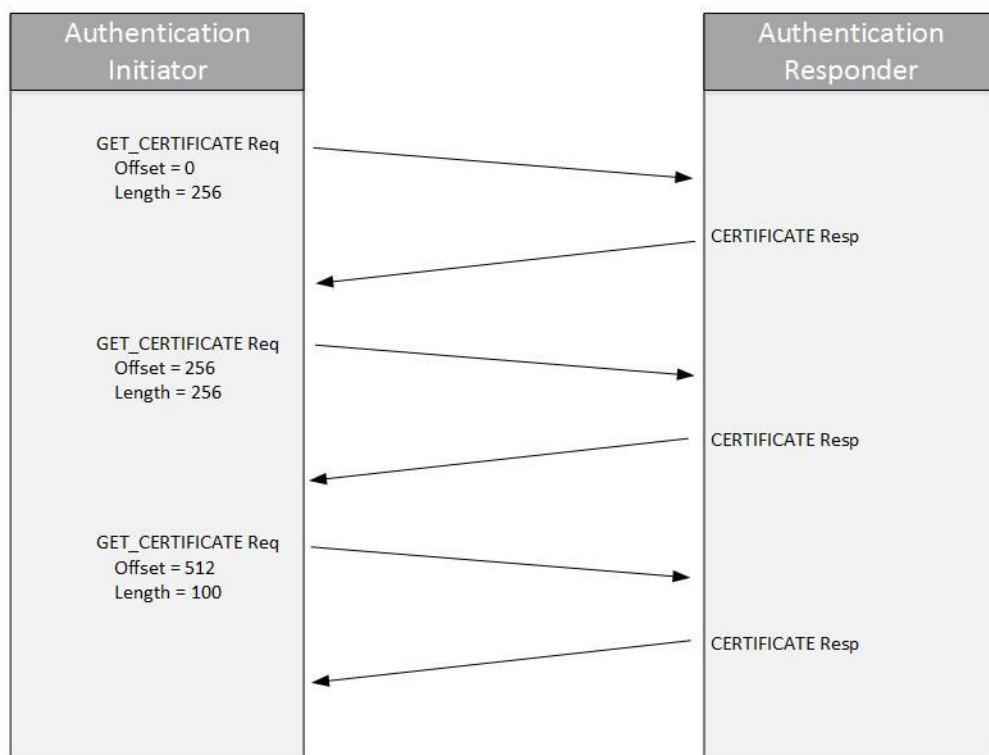 Authentication
Initiator
Authentication
Responder
GET_CERTIFICATE Req
Offset = 0
Length = 256
CERTIFICATE Resp
GET_CERTIFICATE Req
Offset = 256
Length = 256
CERTIFICATE Resp
GET_CERTIFICATE Req
Offset = 512
Length = 100
CERTIFICATE Resp